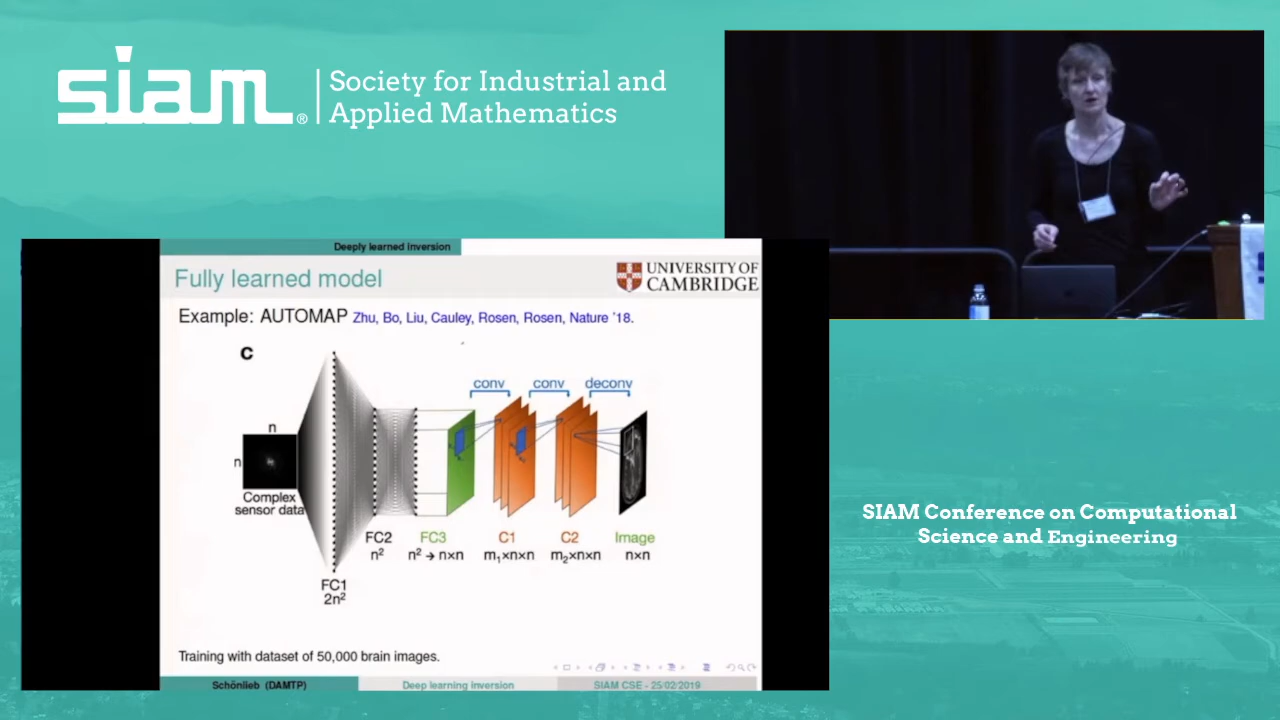 siam®
Society for Industrial and
Applied Mathematics
Deeply learned inversion
Fully learned model
UNIVERSITY OF
CAMBRIDGE
Example: AUTOMAP Zhu, Bo, Liu, Cauley, Rosen, Rosen, Nature '18.
C
conv conv deconv
n
n
Complex
sensor data
FC2 FC3 C1 C2 Image
n² n² → n×n m₁×n×n m₂×n×n n×n
FC1
2n²
Training with dataset of 50,000 brain images.
Schönlieb (DAMTP) Deep learning inversion SIAM CSE - 25/02/2019
SIAM Conference on Computational
Science and Engineering